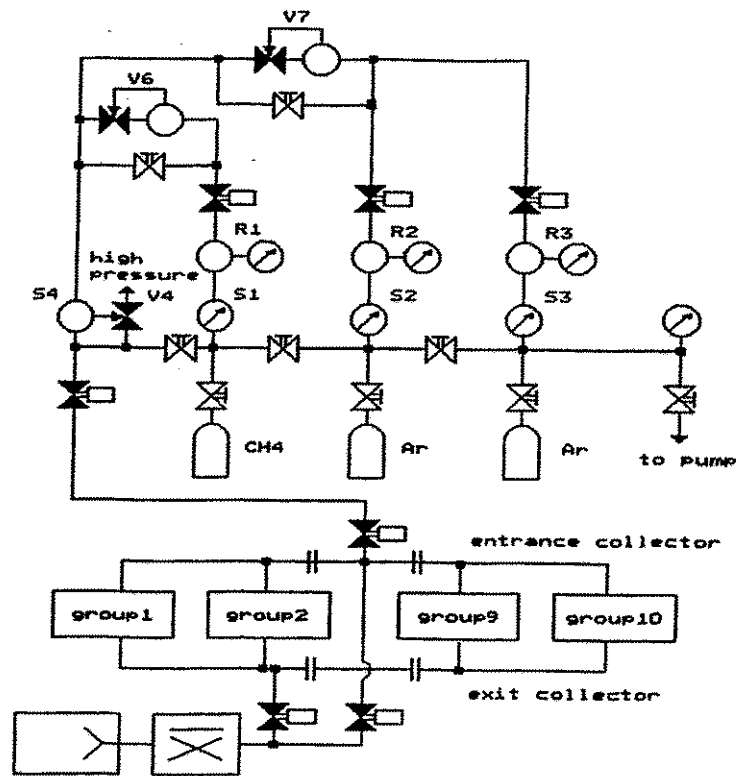 V7
V6
R1
R2
R3
high
pressure
S4
V4
S1
S2
S3
CH4
Ar
Ar
to pump
entrance collector
group1
group2
group9
group10
exit collector